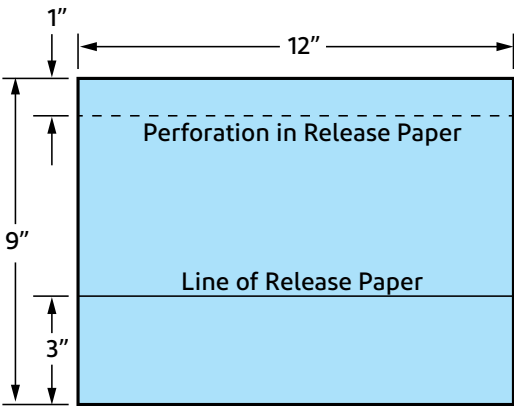 1”
12”
Perforation in Release Paper
9”
Line of Release Paper
3”